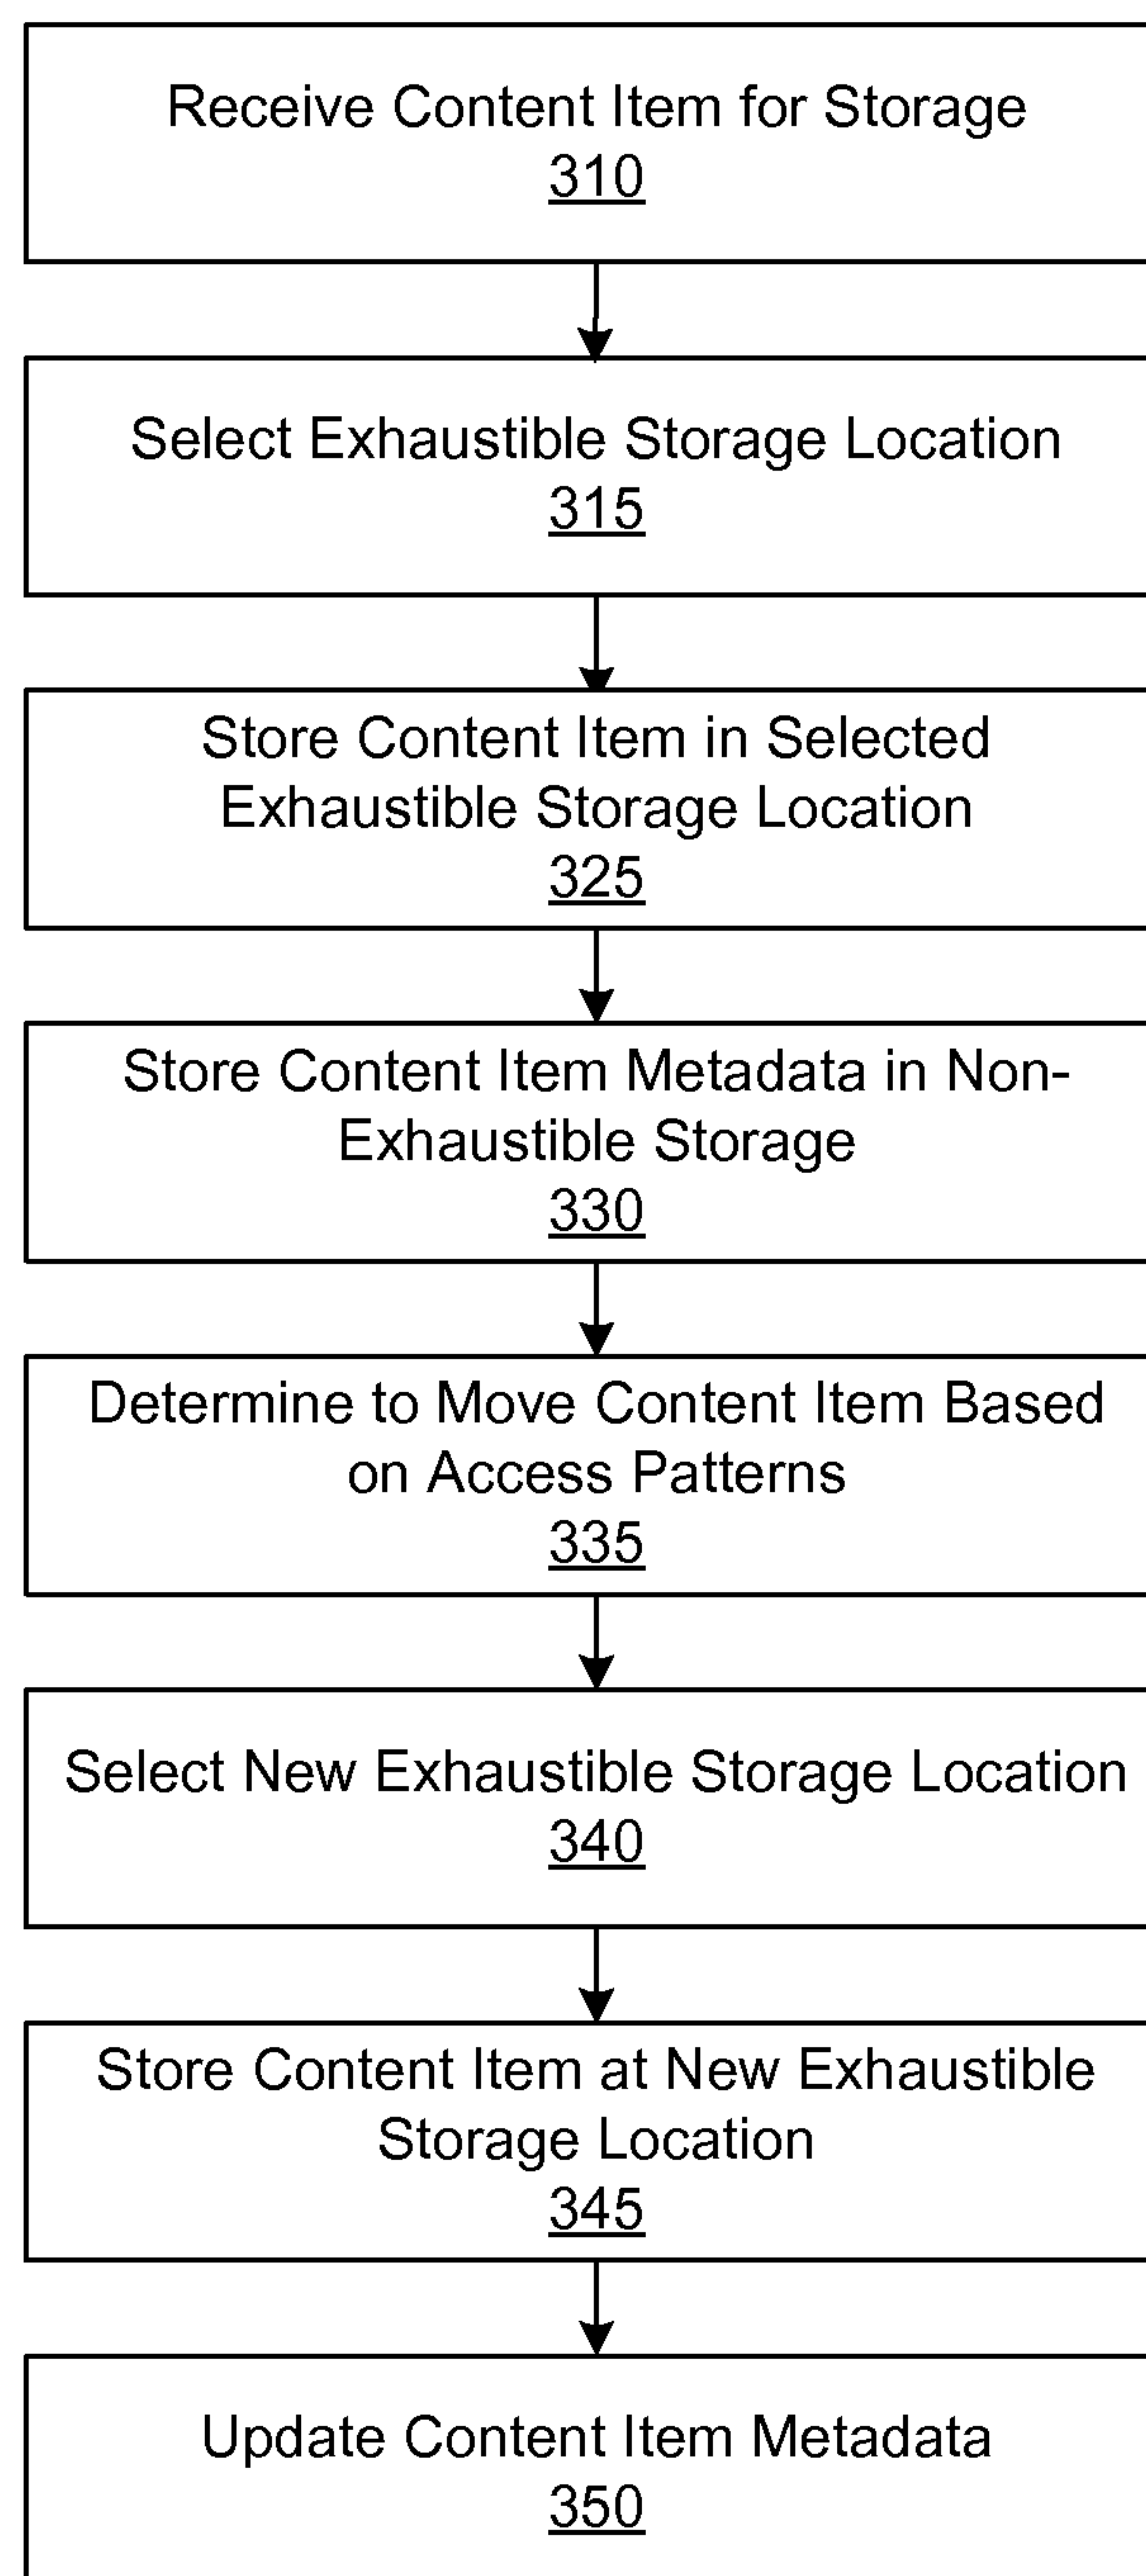 Receive Content Item for Storage
310
Select Exhaustible Storage Location
315
Store Content Item in Selected
Exhaustible Storage Location
325
Store Content Item Metadata in Non-
Exhaustible Storage
330
Determine to Move Content Item Based
on Access Patterns
335
Select New Exhaustible Storage Location
340
Store Content Item at New Exhaustible
Storage Location
345
Update Content Item Metadata
350